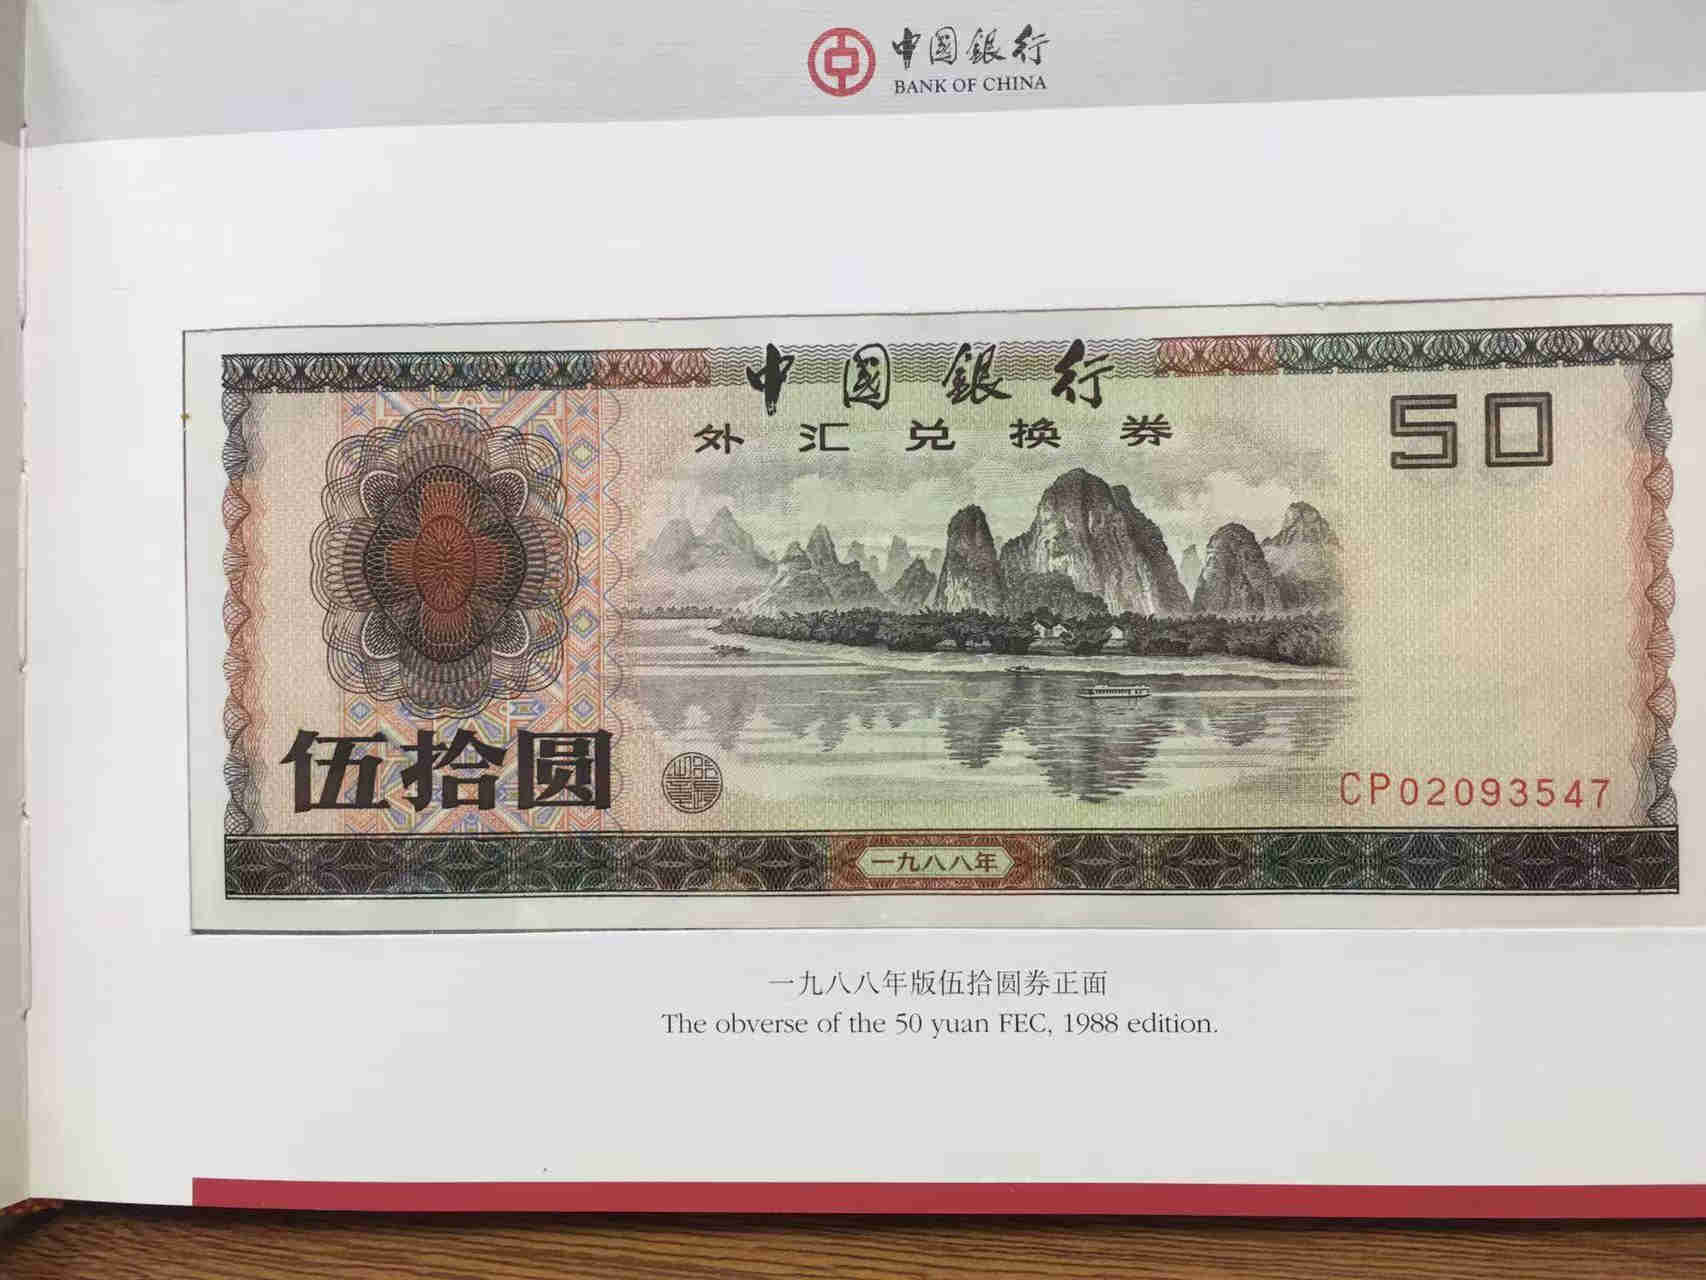 中國銀行
BANK OF CHINA
中國銀行
外汇兑换券
50
伍拾圆
CP02093547
一九八八年
一九八八年版伍拾圆券正面
The obverse of the 50 yuan FEC, 1988 edition.